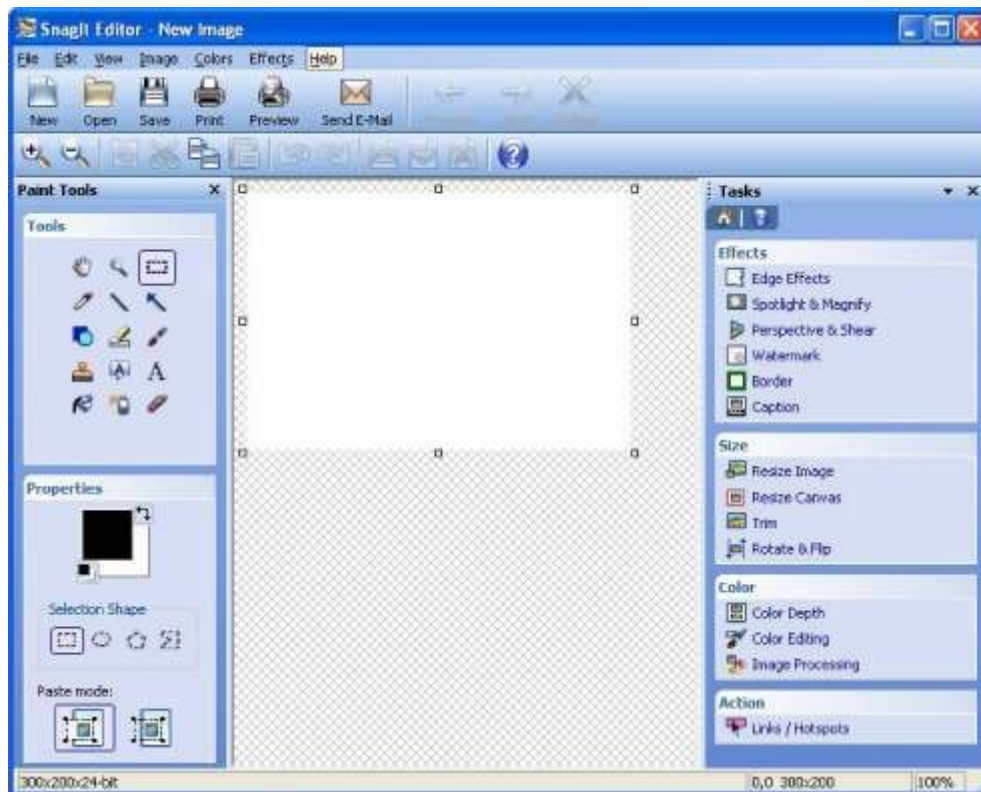 SnagIt Editor - New Image
File Edit View Image Colors Effects Help
New Open Save Print Preview Send E-Mail
Paint Tools
Tools
A
Properties
Selection Shape
Paste mode:
Tasks
Effects
Edge Effects
Spotlight & Magnify
Perspective & Shear
Watermark
Border
Caption
Size
Resize Image
Resize Canvas
Trim
Rotate & Flip
Color
Color Depth
Color Editing
Image Processing
Action
Links / Hotspots
300x200x24-bit
0,0 300x200
100%